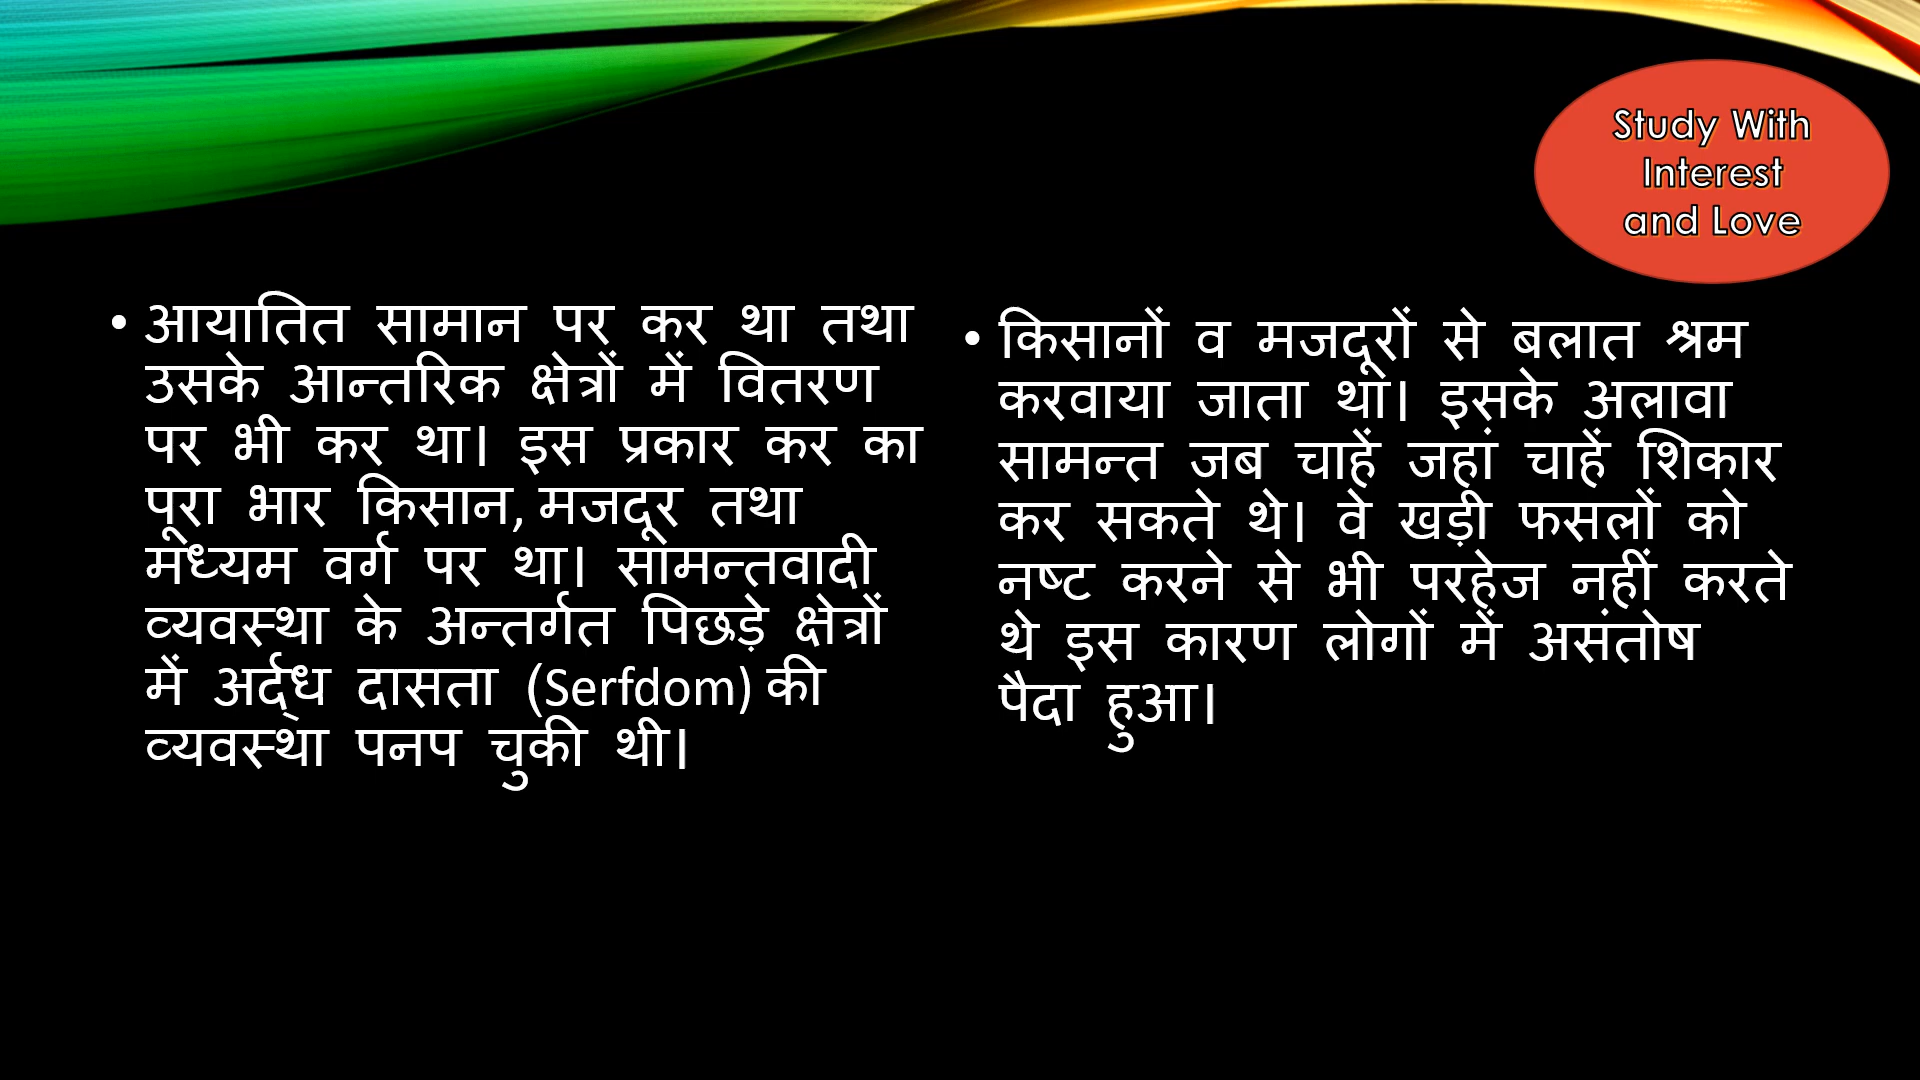 Study With
Interest
and Love
• आयातित सामान पर कर था तथा
उसके आन्तरिक क्षेत्रों में वितरण
पर भी कर था। इस प्रकार कर का
पूरा भार किसान, मजदूर तथा
मध्यम वर्ग पर था। सामन्तवादी
व्यवस्था के अन्तर्गत पिछड़े क्षेत्रों
में अर्द्ध दासता (Serfdom) की
व्यवस्था पनप चुकी थी।
• किसानों व मजदूरों से बलात श्रम
करवाया जाता था। इसके अलावा
सामन्त जब चाहें जहां चाहें शिकार
कर सकते थे। वे खड़ी फसलों को
नष्ट करने से भी परहेज नहीं करते
थे इस कारण लोगों में असंतोष
पैदा हुआ।